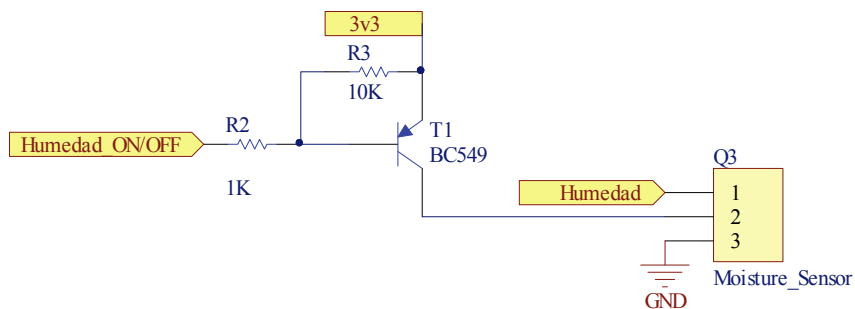 3v3
R3
10K
Humedad_ON/OFF
R2
1K
T1
BC549
Q3
Humedad
1
2
3
GND
Moisture_Sensor